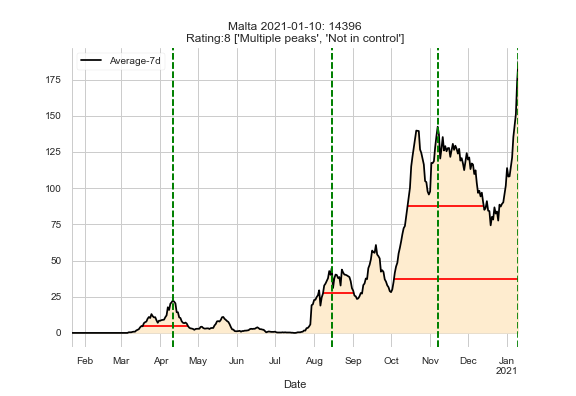 Malta 2021-01-10: 14396
Rating:8 ['Multiple peaks', 'Not in control']
Average-7d
175
150
125
100
75
50
25
0
Feb Mar Apr May Jun Jul Aug Sep Oct Nov Dec Jan
2021
Date